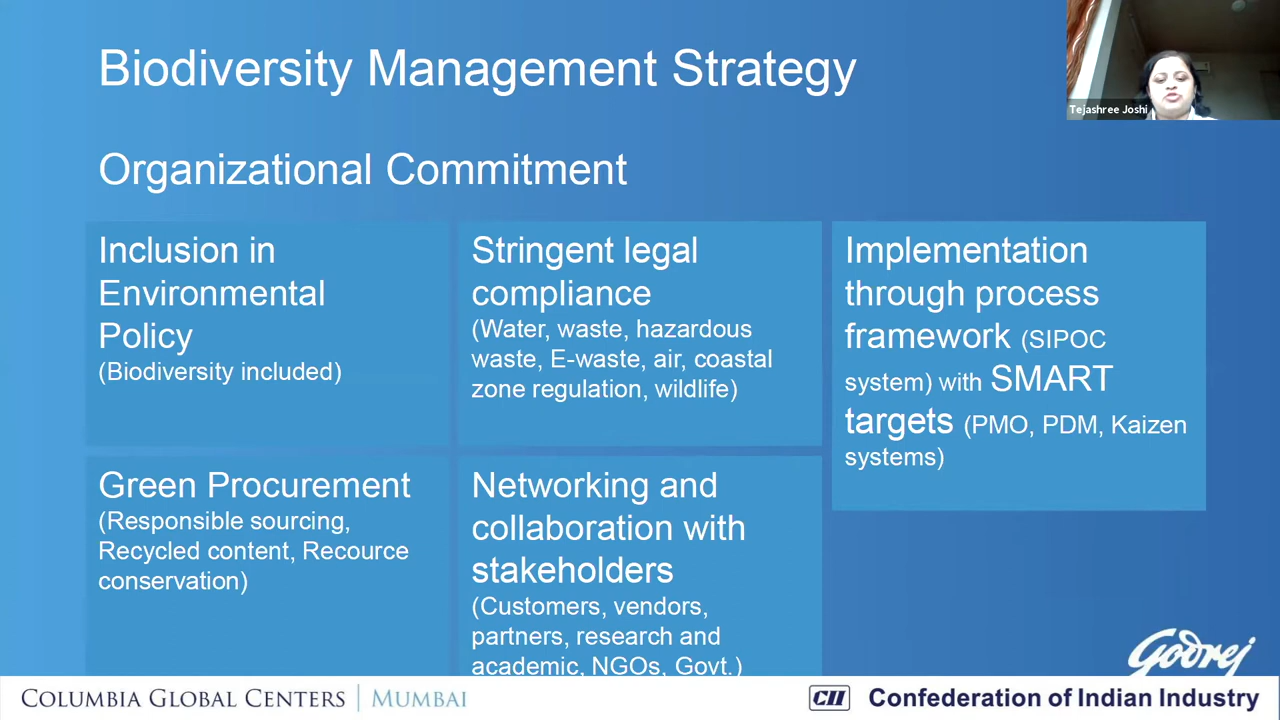 Biodiversity Management Strategy
Tejashree Joshi
Organizational Commitment
Inclusion in
Environmental
Policy
(Biodiversity included)
Stringent legal
compliance
(Water, waste, hazardous
waste, E-waste, air, coastal
zone regulation, wildlife)
Implementation
through process
framework (SIPOC
system) with SMART
targets (PMO, PDM, Kaizen
systems)
Green Procurement
(Responsible sourcing,
Recycled content, Recource
conservation)
Networking and
collaboration with
stakeholders
(Customers, vendors,
partners, research and
academic, NGOs, Govt.)
Godrej
COLUMBIA GLOBAL CENTERS | MUMBAI
CII Confederation of Indian Industry